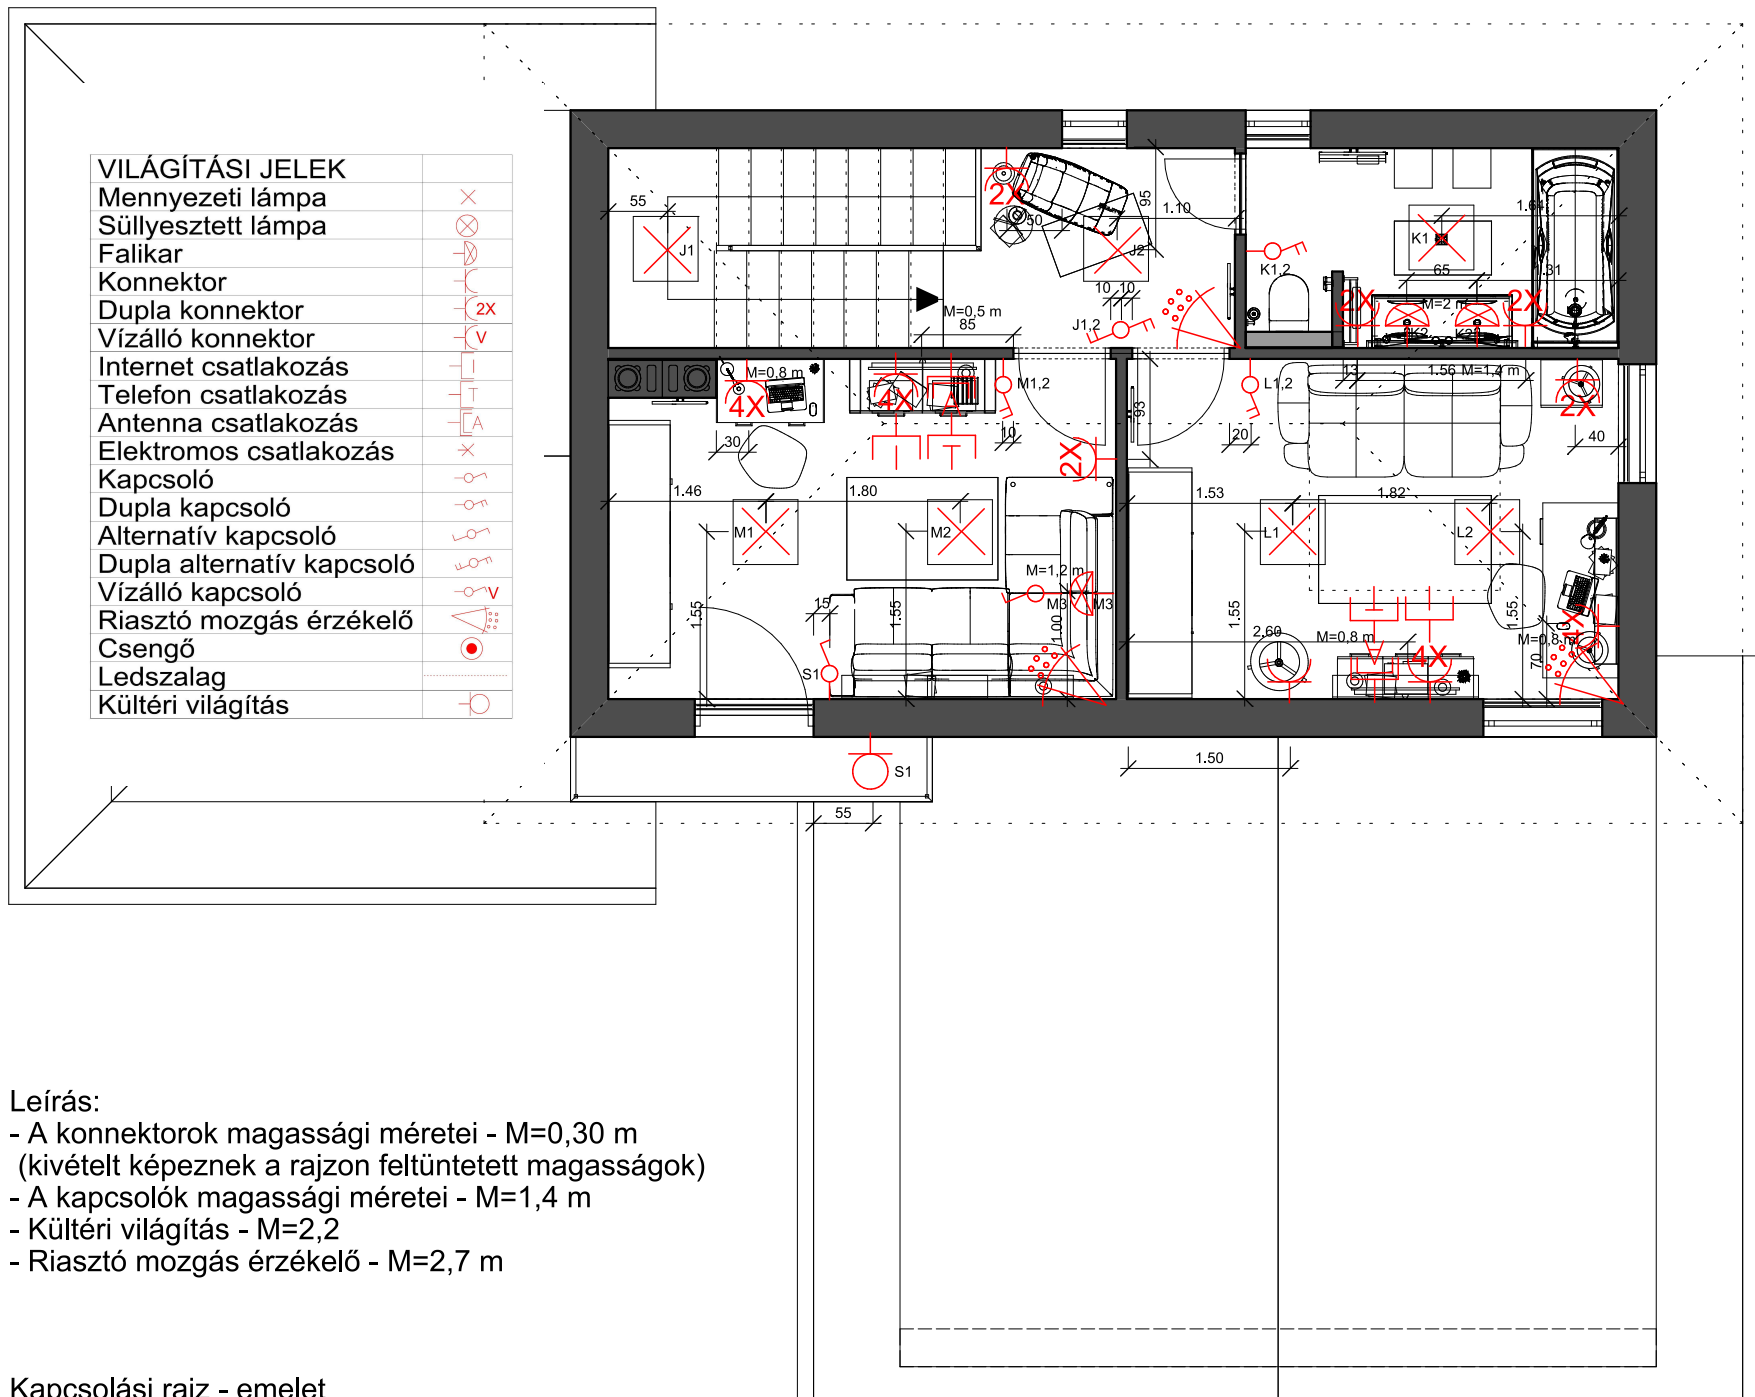 VILÁGÍTÁSI JELEK
Mennyezeti lámpa
Süllyesztett lámpa
Falikar
Konnektor
Dupla konnektor 2X
Vízálló konnektor V
Internet csatlakozás
Telefon csatlakozás T
Antenna csatlakozás A
Elektromos csatlakozás
Kapcsoló
Dupla kapcsoló
Alternatív kapcsoló
Dupla alternatív kapcsoló
Vízálló kapcsoló V
Riasztó mozgás érzékelő
Csengő
Ledszalag
Kültéri világítás
55
J1
2X
50
95
1.10
J2
10 10
J1,2
M=0,5 m
85
K1,2
1.64
K1
65
1.31
2X
M=2 m
2X
K2
K2
M=0.8 m
4X
30
4X
A
T
M1,2
10
2X
93
L1,2
20
13
1.56
M=1,4 m
2X
40
1.46
1.80
M1
M2
1.53
1.82
L1
L2
M=1,2 m
M3
M3
1.55
15
1.55
1.00
S1
1.55
2.60
M=0,8 m
4X
T
A
1.55
M=0,8 m
4X
70
S1
55
1.50
Leírás:
- A konnektorok magassági méretei - M=0,30 m
(kivételt képeznek a rajzon feltüntetett magasságok)
- A kapcsolók magassági méretei - M=1,4 m
- Kültéri világítás - M=2,2
- Riasztó mozgás érzékelő - M=2,7 m
Kapcsolási rajz - emelet